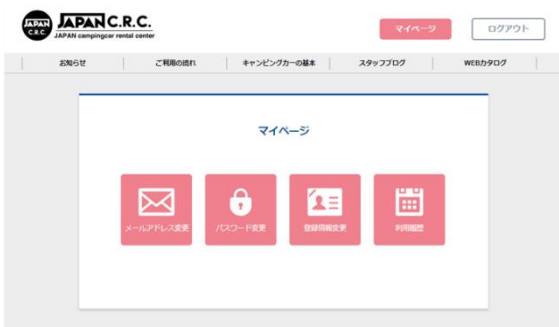 JAPAN
C.R.C.
JAPAN C.R.C.
JAPAN campingcar rental center
マイページ
ログアウト
お知らせ
ご利用の流れ
キャンピングカーの基本
スタッフブログ
WEBカタログ
マイページ
メールアドレス変更
パスワード変更
登録情報変更
利用履歴